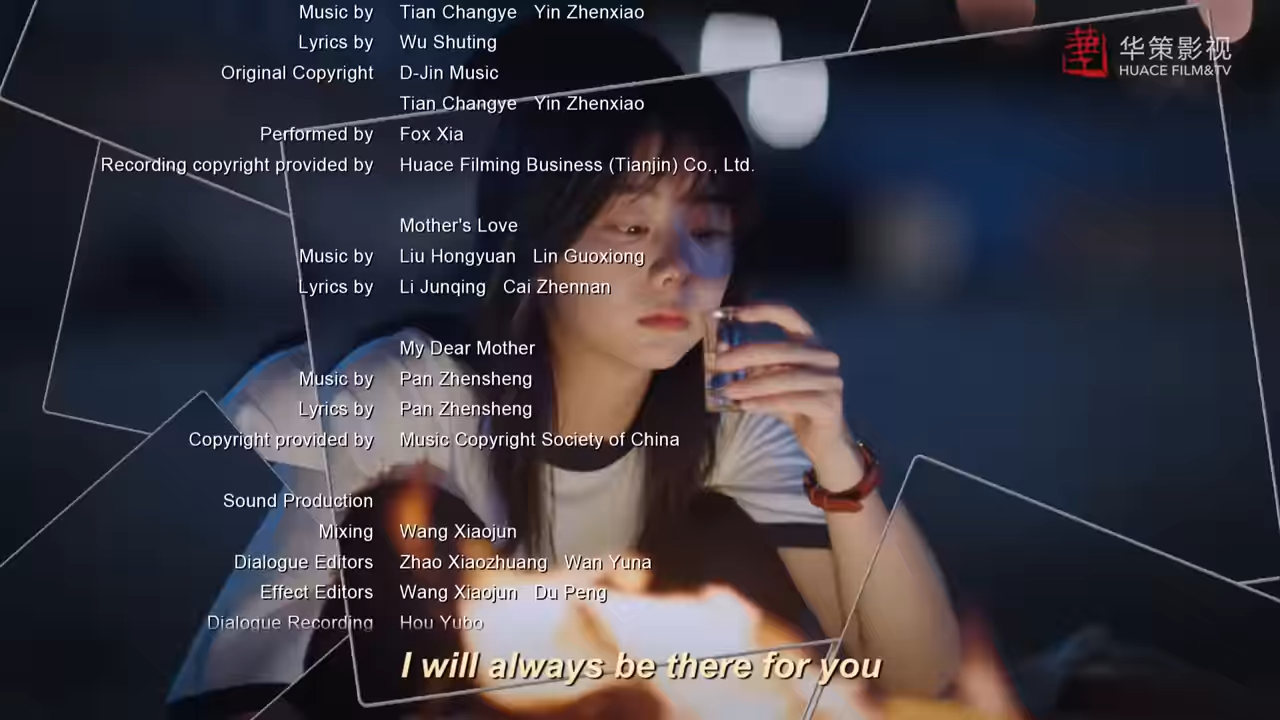 Music by Tian Changye Yin Zhenxiao
Lyrics by Wu Shuting
Original Copyright D-Jin Music
Tian Changye Yin Zhenxiao
Performed by Fox Xia
Recording copyright provided by Huace Filming Business (Tianjin) Co., Ltd.
Mother's Love
Music by Liu Hongyuan Lin Guoxiong
Lyrics by Li Junqing Cai Zhennan
My Dear Mother
Music by Pan Zhensheng
Lyrics by Pan Zhensheng
Copyright provided by Music Copyright Society of China
Sound Production
Mixing Wang Xiaojun
Dialogue Editors Zhao Xiaozhuang Wan Yuna
Effect Editors Wang Xiaojun Du Peng
Dialogue Recording Hou Yubo
I will always be there for you
華 华策影视
HUACE FILM&TV